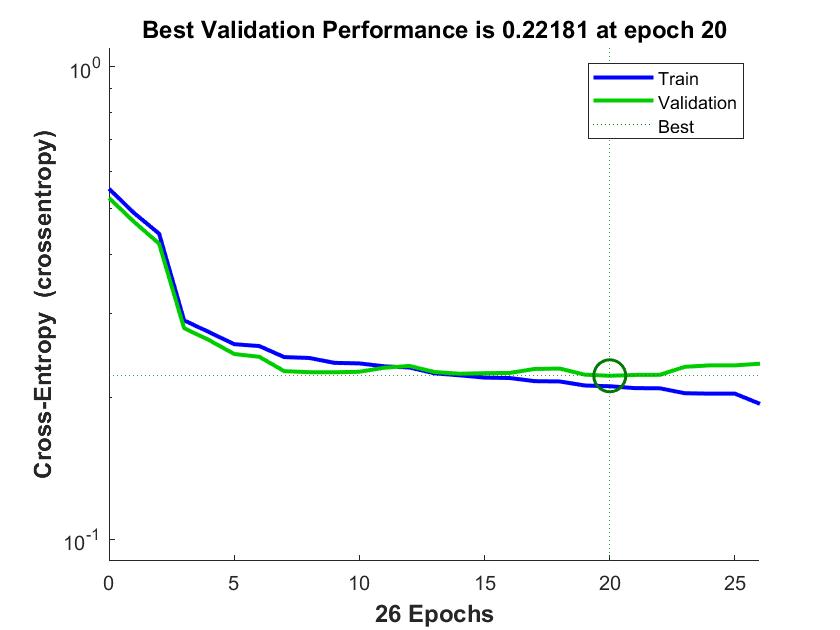 Best Validation Performance is 0.22181 at epoch 20
10^0
Train
Validation
Best
Cross-Entropy (crossentropy)
10^-1
0 5 10 15 20 25
26 Epochs